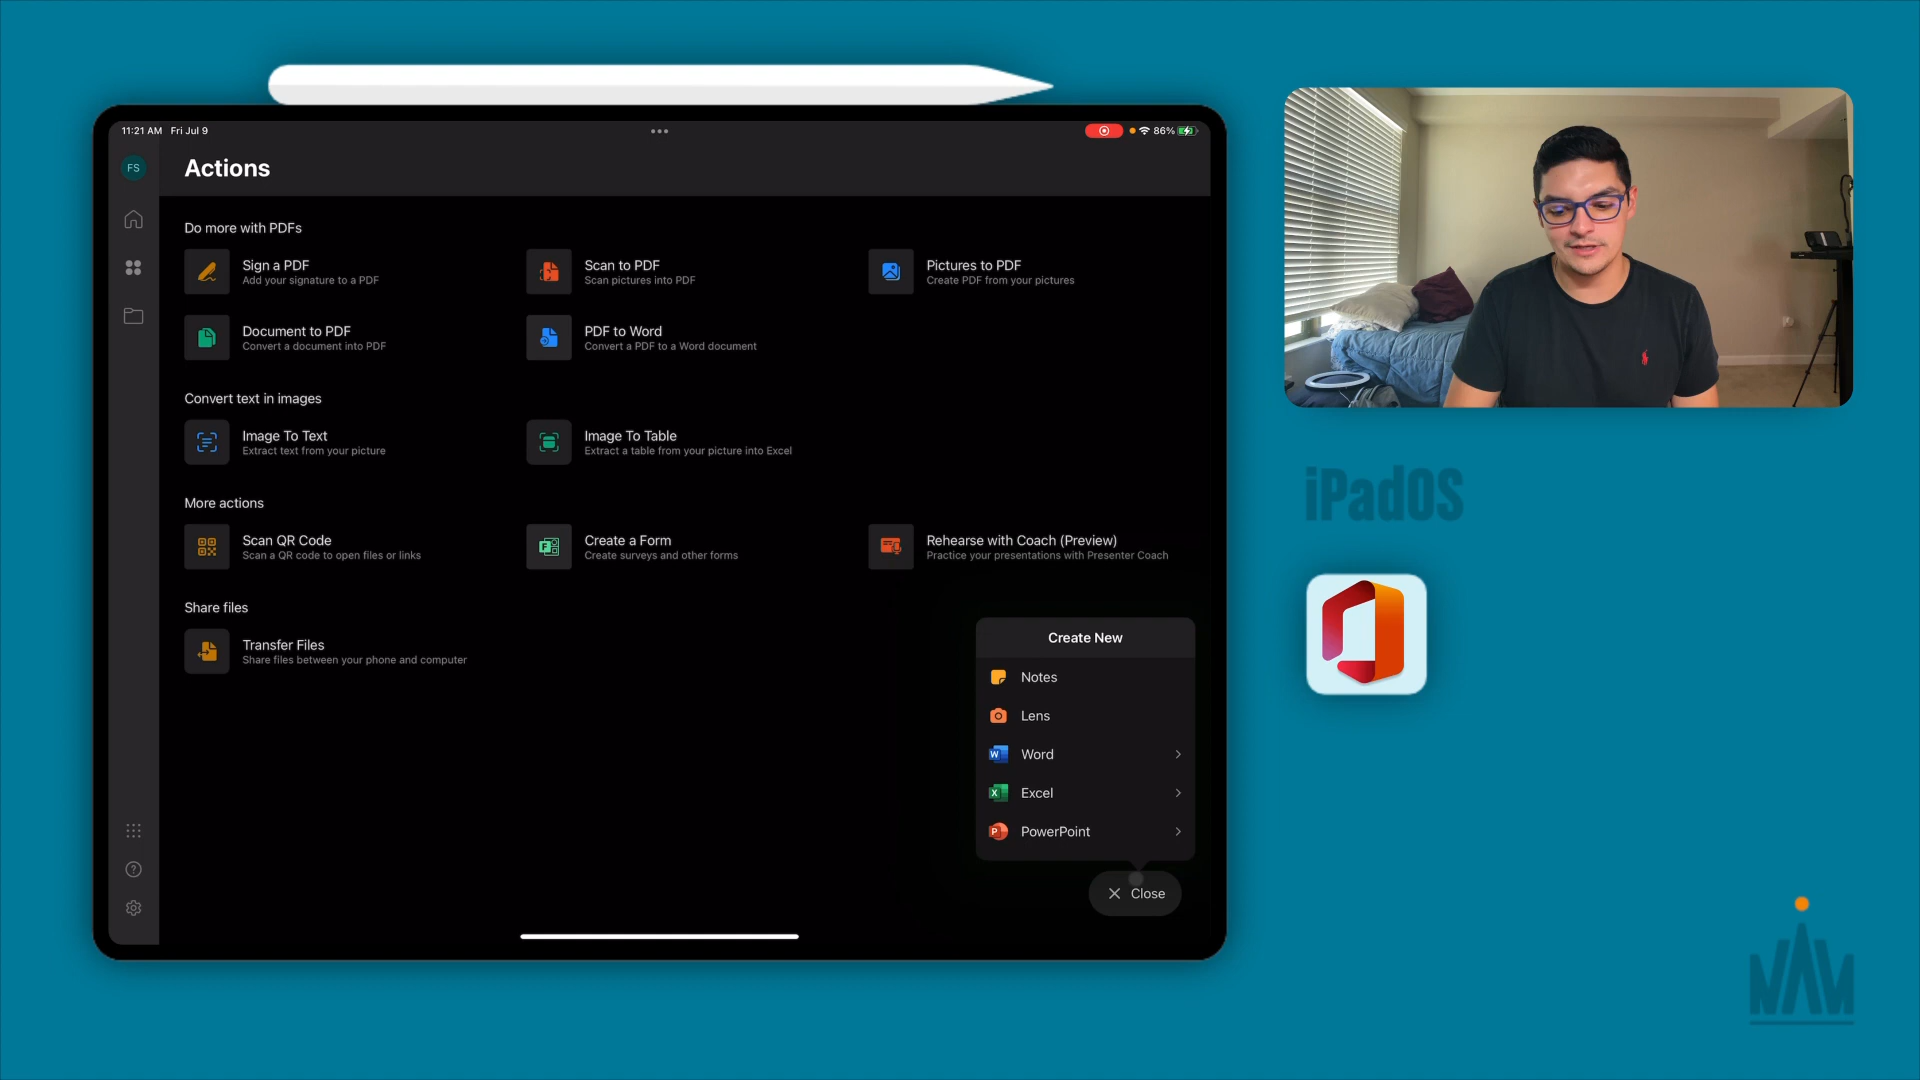 11:21 AM Fri Jul 9
86%
FS
Actions
Do more with PDFs
Sign a PDF
Add your signature to a PDF
Scan to PDF
Scan pictures into PDF
Pictures to PDF
Create PDF from your pictures
Document to PDF
Convert a document into PDF
PDF to Word
Convert a PDF to a Word document
Convert text in images
Image To Text
Extract text from your picture
Image To Table
Extract a table from your picture into Excel
More actions
Scan QR Code
Scan a QR code to open files or links
Create a Form
Create surveys and other forms
Rehearse with Coach (Preview)
Practice your presentations with Presenter Coach
Share files
Transfer Files
Share files between your phone and computer
Create New
Notes
Lens
W Word
X Excel
P PowerPoint
Close
iPadOS